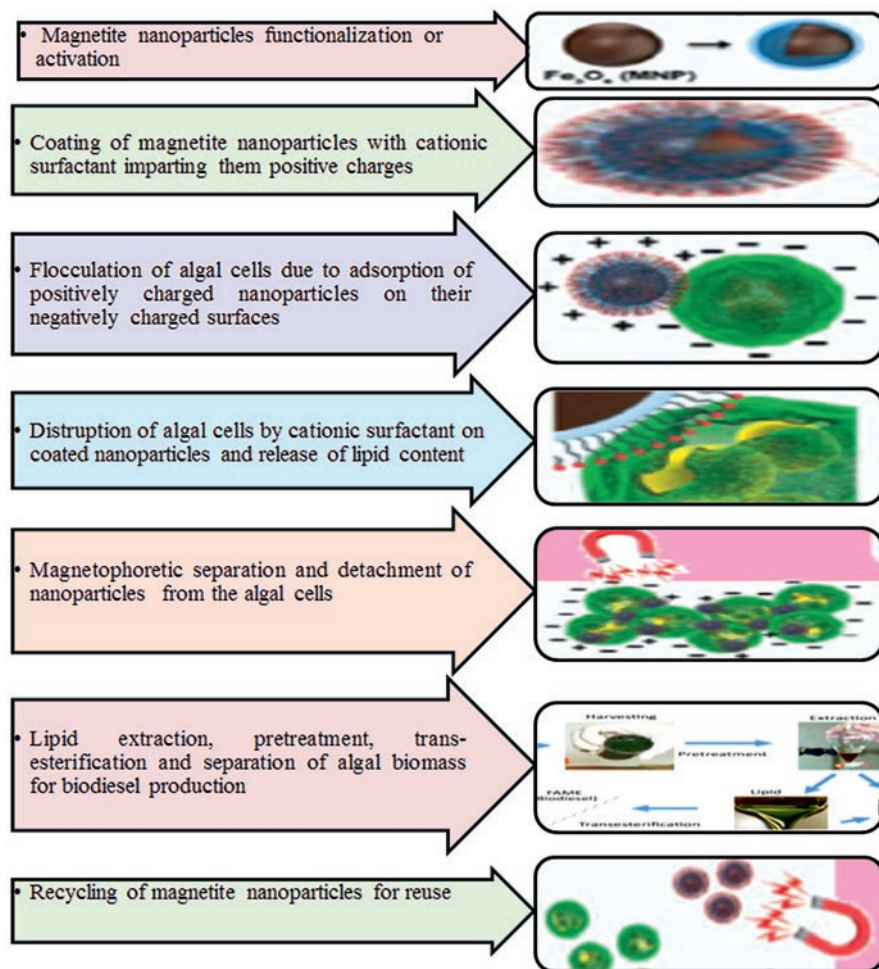 • Magnetite nanoparticles functionalization or
activation
Fe₃O₄ (MNP)
• Coating of magnetite nanoparticles with cationic
surfactant imparting them positive charges
• Flocculation of algal cells due to adsorption of
positively charged nanoparticles on their
negatively charged surfaces
• Distruption of algal cells by cationic surfactant on
coated nanoparticles and release of lipid content
• Magnetophoretic separation and detachment of
nanoparticles from the algal cells
• Lipid extraction, pretreatment, trans-
esterification and separation of algal biomass
for biodiesel production
Harvesting
Extraction
Pretreatment
FAME
Biodiesel)
Lipid
Transesterification
• Recycling of magnetite nanoparticles for reuse